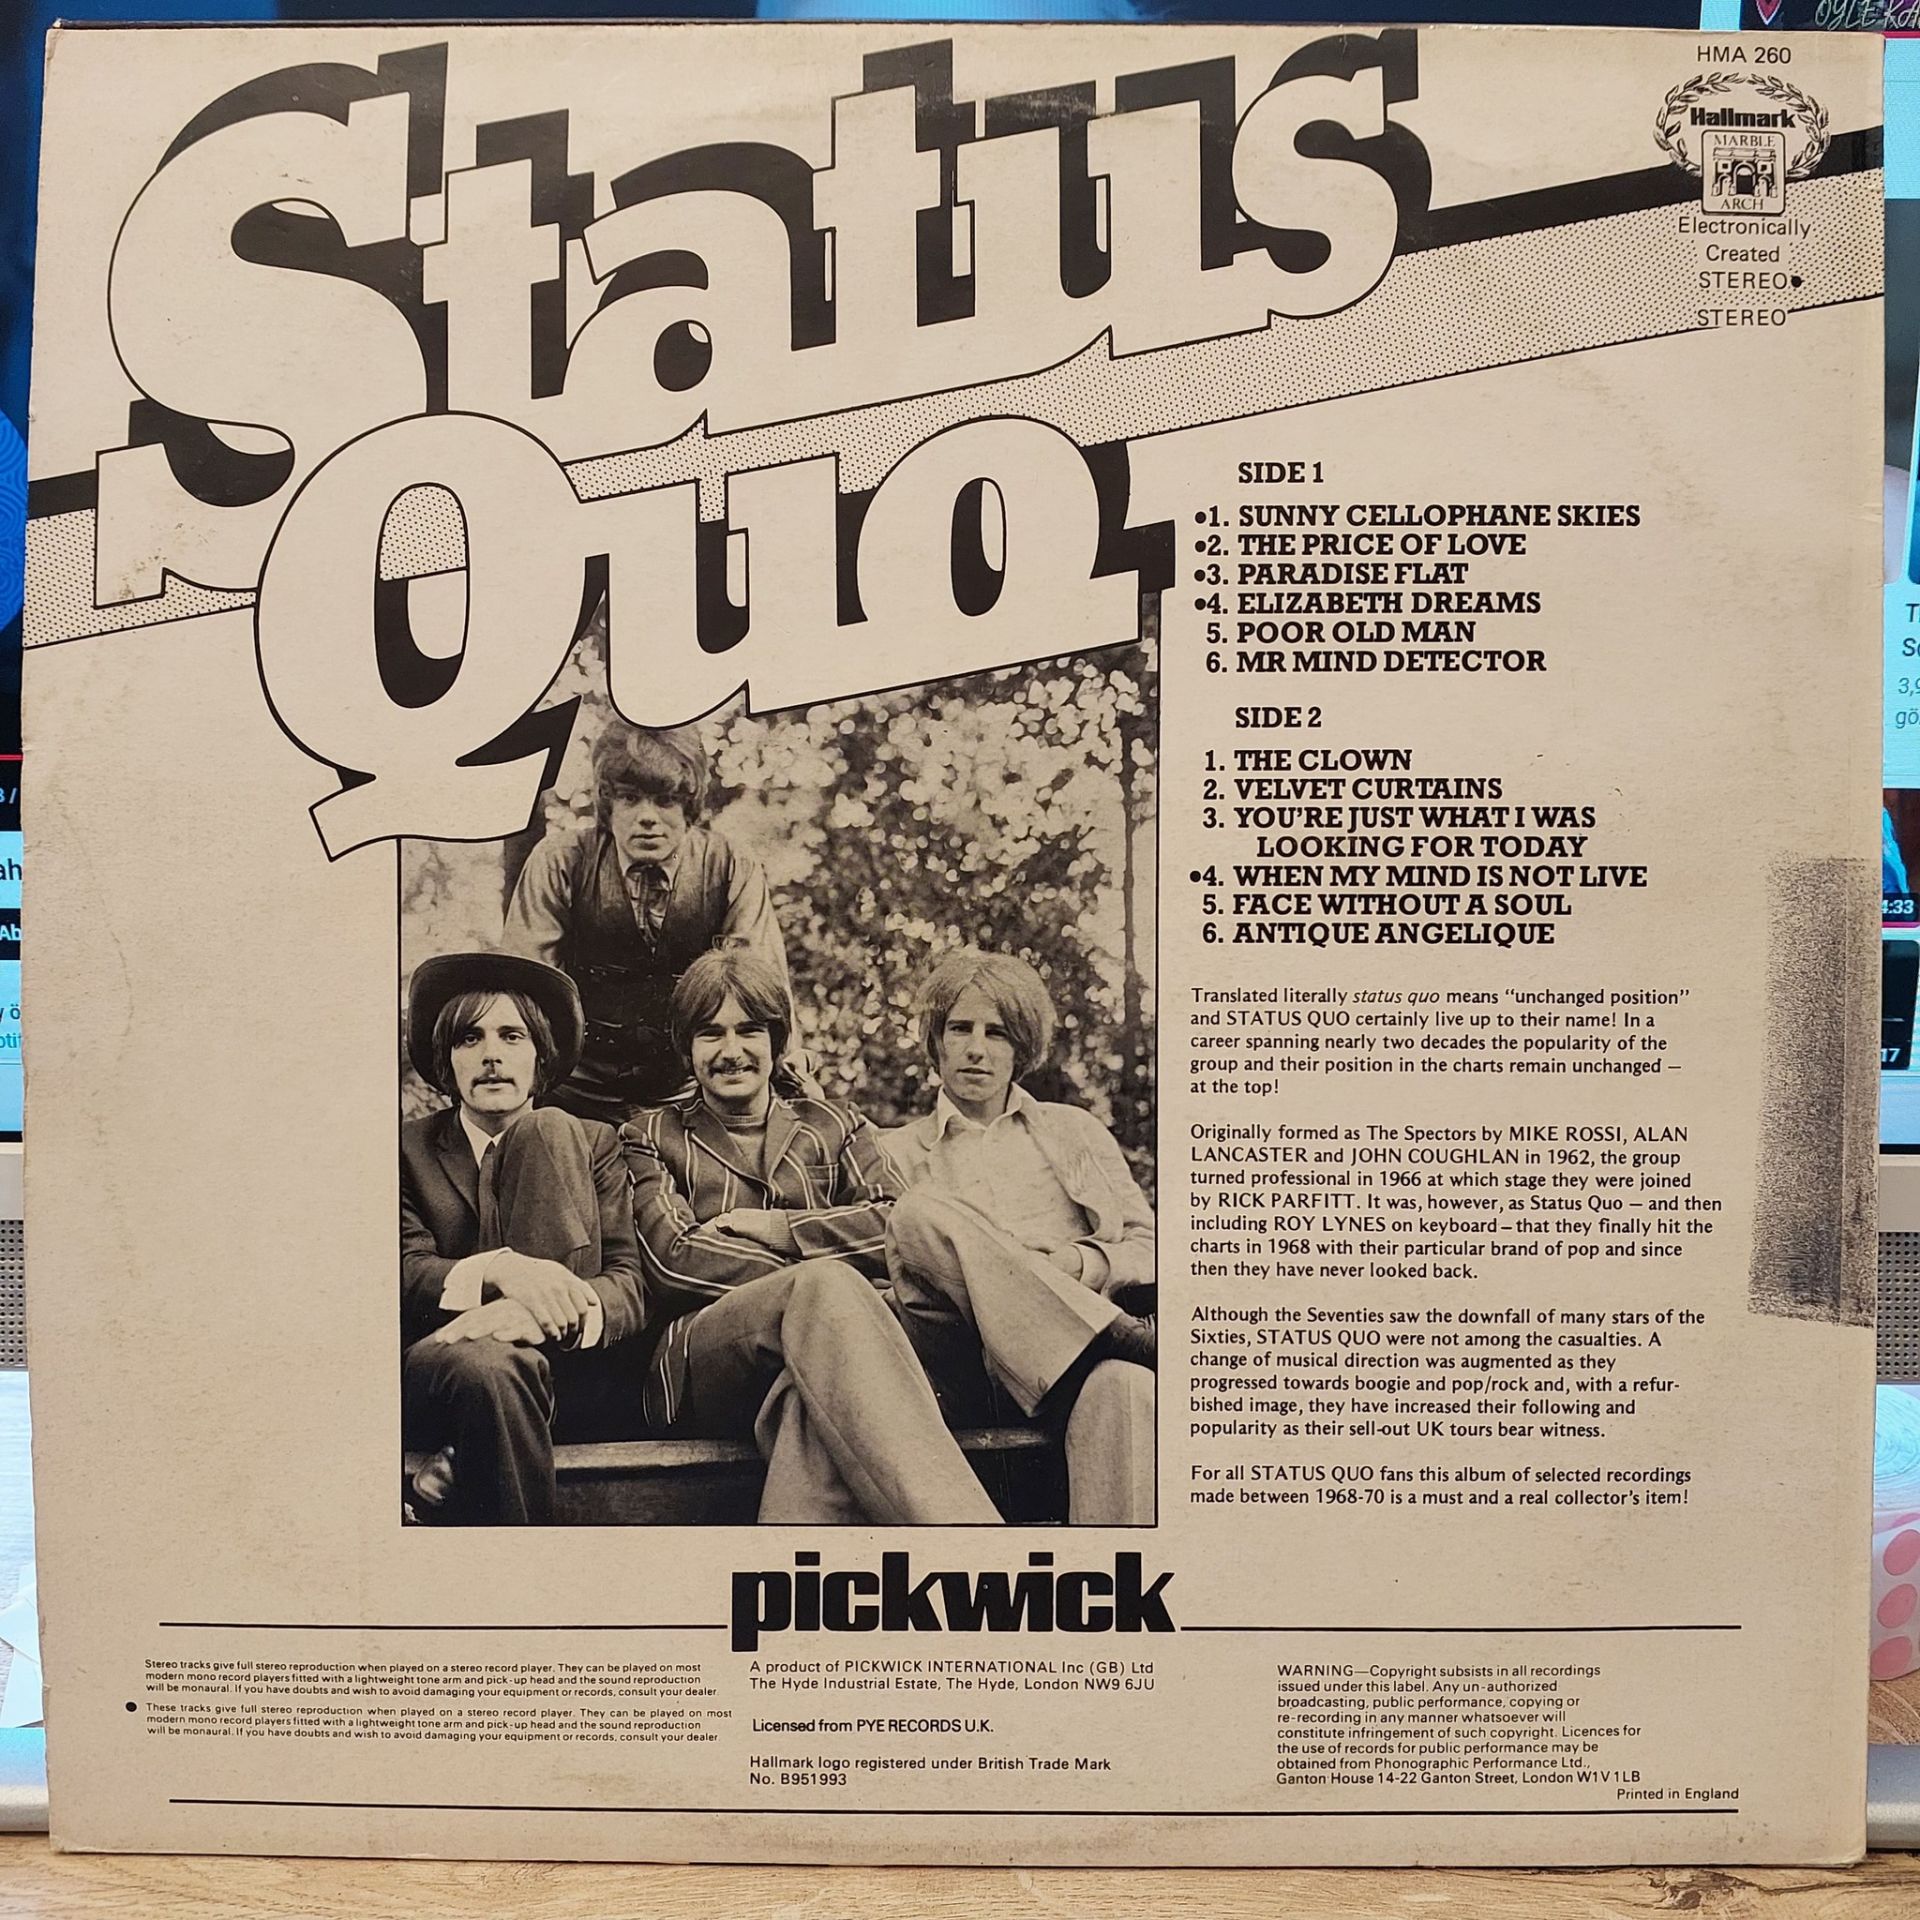 Status
Quo
HMA 260
Hallmark
MARBLE
ARCH
Electronically
Created
STEREO●
STEREO
SIDE 1
●1. SUNNY CELLOPHANE SKIES
●2. THE PRICE OF LOVE
●3. PARADISE FLAT
●4. ELIZABETH DREAMS
5. POOR OLD MAN
6. MR MIND DETECTOR
SIDE 2
1. THE CLOWN
2. VELVET CURTAINS
3. YOU'RE JUST WHAT I WAS
LOOKING FOR TODAY
●4. WHEN MY MIND IS NOT LIVE
5. FACE WITHOUT A SOUL
6. ANTIQUE ANGELIQUE
Translated literally status quo means “unchanged position”
and STATUS QUO certainly live up to their name! In a
career spanning nearly two decades the popularity of the
group and their position in the charts remain unchanged —
at the top!
Originally formed as The Spectors by MIKE ROSSI, ALAN
LANCASTER and JOHN COUGHLAN in 1962, the group
turned professional in 1966 at which stage they were joined
by RICK PARFITT. It was, however, as Status Quo — and then
including ROY LYNES on keyboard — that they finally hit the
charts in 1968 with their particular brand of pop and since
then they have never looked back.
Although the Seventies saw the downfall of many stars of the
Sixties, STATUS QUO were not among the casualties. A
change of musical direction was augmented as they
progressed towards boogie and pop/rock and, with a refur-
bished image, they have increased their following and
popularity as their sell-out UK tours bear witness.
For all STATUS QUO fans this album of selected recordings
made between 1968-70 is a must and a real collector's item!
pickwick
Stereo tracks give full stereo reproduction when played on a stereo record player. They can be played on most
modern mono record players fitted with a lightweight tone arm and pick-up head and the sound reproduction
will be monaural. If you have doubts and wish to avoid damaging your equipment or records, consult your dealer.
● These tracks give full stereo reproduction when played on a stereo record player. They can be played on most
modern mono record players fitted with a lightweight tone arm and pick-up head and the sound reproduction
will be monaural. If you have doubts and wish to avoid damaging your equipment or records, consult your dealer.
A product of PICKWICK INTERNATIONAL Inc (GB) Ltd
The Hyde Industrial Estate, The Hyde, London NW9 6JU
Licensed from PYE RECORDS U.K.
Hallmark logo registered under British Trade Mark
No. B951993
WARNING—Copyright subsists in all recordings
issued under this label. Any un-authorized
broadcasting, public performance, copying or
re-recording in any manner whatsoever will
constitute infringement of such copyright. Licences for
the use of records for public performance may be
obtained from Phonographic Performance Ltd.,
Ganton House 14-22 Ganton Street, London W1V 1LB
Printed in England